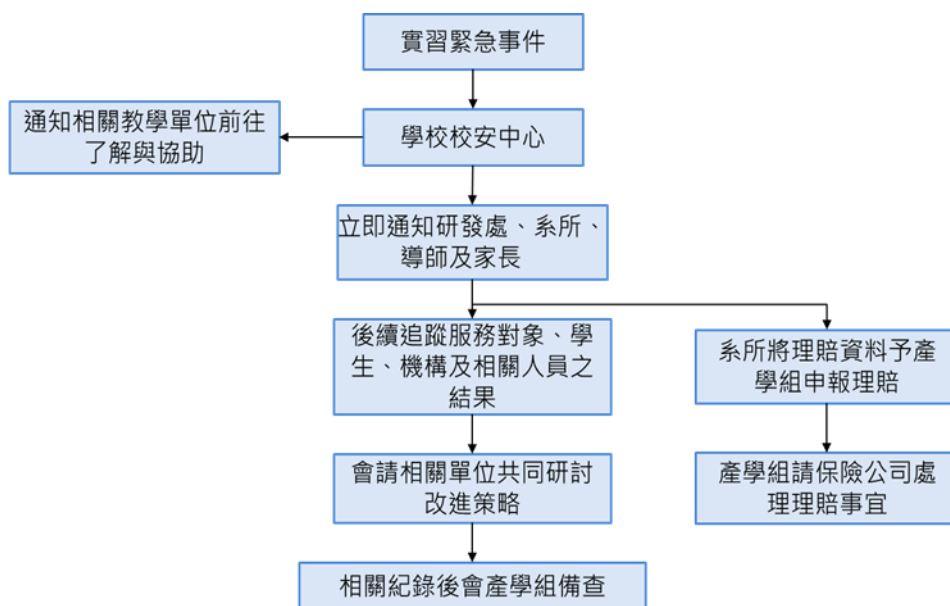 實習緊急事件
通知相關教學單位前往
了解與協助
學校校安中心
立即通知研發處、系所、
導師及家長
後續追蹤服務對象、學
生、機構及相關人員之
結果
系所將理賠資料予產
學組申報理賠
會請相關單位共同研討
改進策略
產學組請保險公司處
理理賠事宜
相關紀錄後會產學組備查